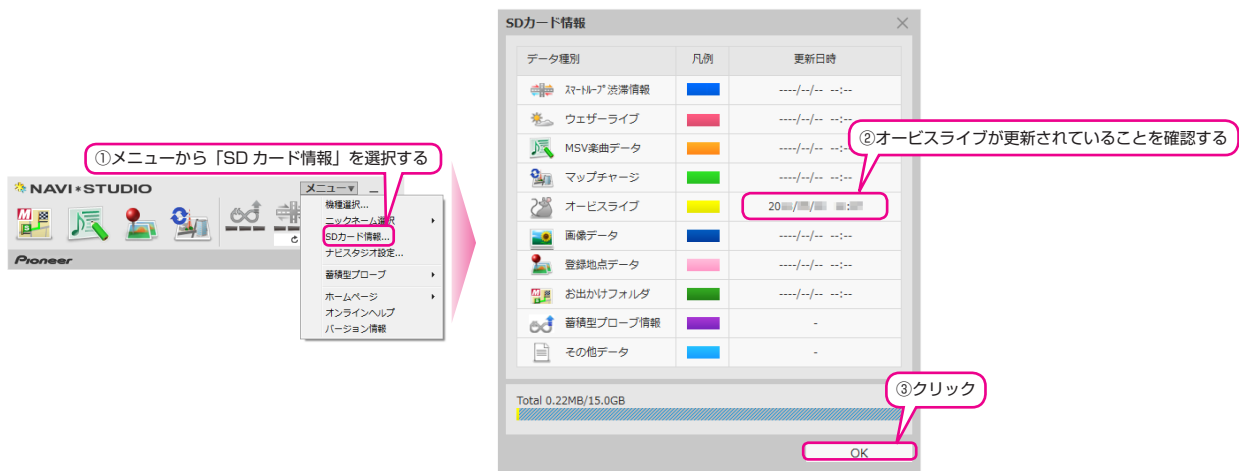 ①メニューから「SD カード情報」を選択する
NAVI*STUDIO
メニュー▼
機種選択...
ニックネーム選択
SDカード情報...
ナビスタジオ設定...
蓄積型プローブ
ホームページ
オンラインヘルプ
バージョン情報
Pioneer
SDカード情報
データ種別 凡例 更新日時
スマートループ渋滞情報 ----/--/-- --:--
ウェザーライブ ----/--/-- --:--
②オービスライブが更新されていることを確認する
MSV楽曲データ ----/--/-- --:--
マップチャージ ----/--/-- --:--
オービスライブ 20 / / :
画像データ ----/--/-- --:--
登録地点データ ----/--/-- --:--
お出かけフォルダ ----/--/-- --:--
蓄積型プローブ情報 -
その他データ -
Total 0.22MB/15.0GB
③クリック
OK